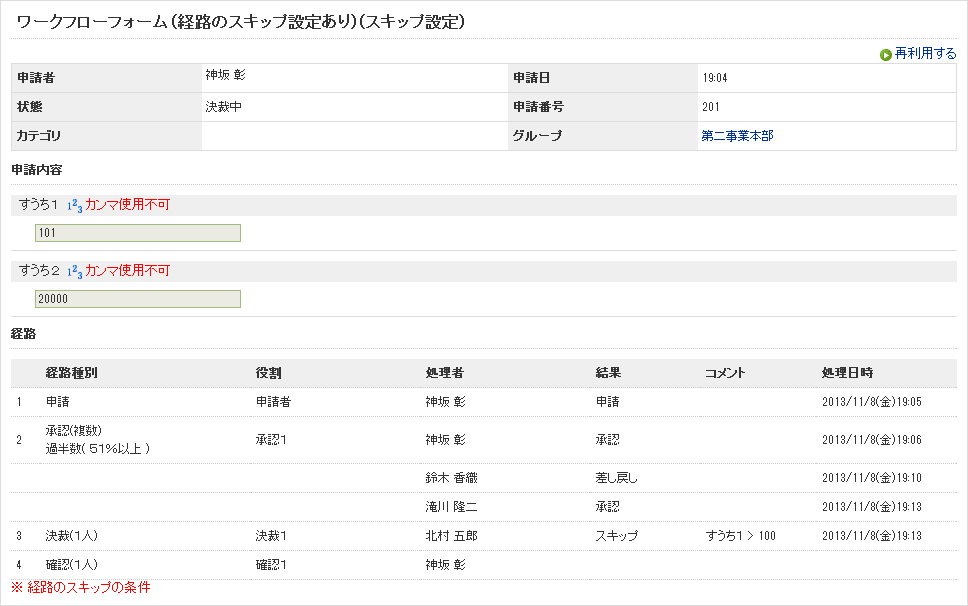 ワークフローフォーム(経路のスキップ設定あり)(スキップ設定)
再利用する
申請者 神坂 彰 申請日 19:04
状態 決裁中 申請番号 201
カテゴリ グループ 第二事業本部
申請内容
すうち1 123 カンマ使用不可
101
すうち2 123 カンマ使用不可
20000
経路
経路種別 役割 処理者 結果 コメント 処理日時
1 申請 申請者 神坂 彰 申請 2013/11/8(金)19:05
2 承認(複数) 承認1 神坂 彰 承認 2013/11/8(金)19:06
過半数( 51%以上 )
鈴木 香織 差し戻し 2013/11/8(金)19:10
滝川 隆二 承認 2013/11/8(金)19:13
3 決裁(1人) 決裁1 北村 五郎 スキップ すうち1 > 100 2013/11/8(金)19:13
4 確認(1人) 確認1 神坂 彰
※ 経路のスキップの条件